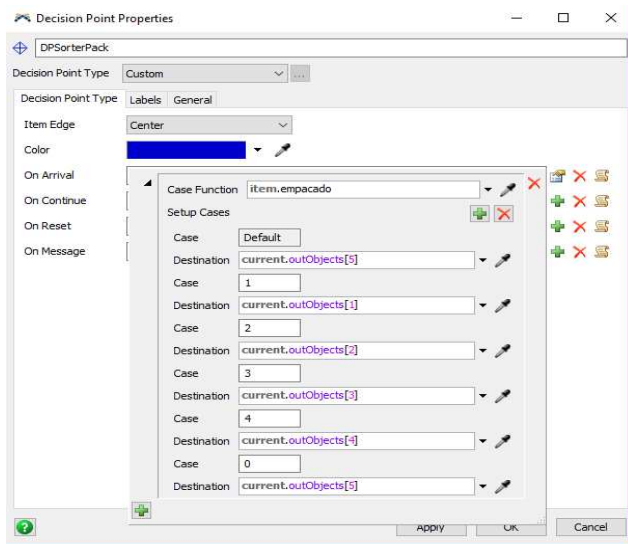 Decision Point Properties
DPSorterPack
Decision Point Type Custom ...
Decision Point Type Labels General
Item Edge Center
Color
On Arrival
On Continue
On Reset
On Message
Case Function item.empacado
Setup Cases
Case Default
Destination current.outObjects[5]
Case 1
Destination current.outObjects[1]
Case 2
Destination current.outObjects[2]
Case 3
Destination current.outObjects[3]
Case 4
Destination current.outObjects[4]
Case 0
Destination current.outObjects[5]
Apply OK Cancel